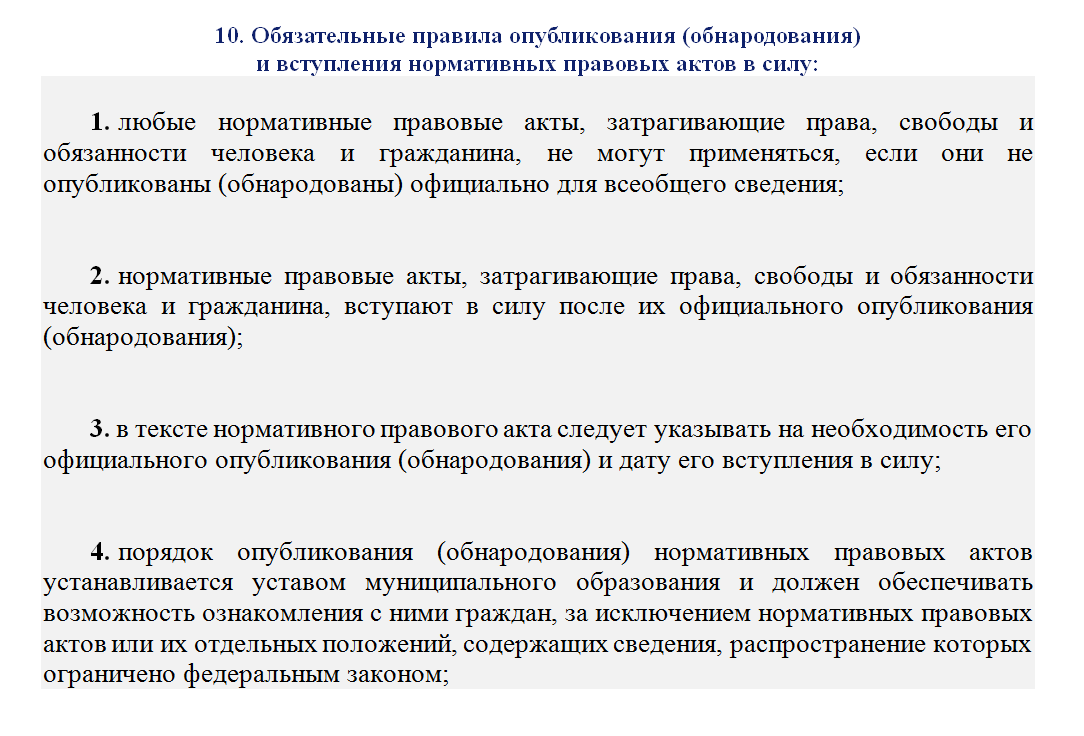 10. Обязательные правила опубликования (обнародования)
и вступления нормативных правовых актов в силу:
1. любые нормативные правовые акты, затрагивающие права, свободы и
обязанности человека и гражданина, не могут применяться, если они не
опубликованы (обнародованы) официально для всеобщего сведения;
2. нормативные правовые акты, затрагивающие права, свободы и обязанности
человека и гражданина, вступают в силу после их официального опубликования
(обнародования);
3. в тексте нормативного правового акта следует указывать на необходимость его
официального опубликования (обнародования) и дату его вступления в силу;
4. порядок опубликования (обнародования) нормативных правовых актов
устанавливается уставом муниципального образования и должен обеспечивать
возможность ознакомления с ними граждан, за исключением нормативных правовых
актов или их отдельных положений, содержащих сведения, распространение которых
ограничено федеральным законом;